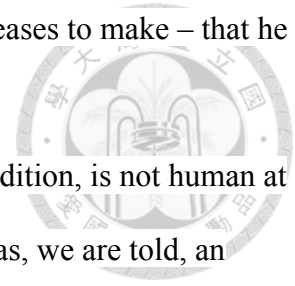 eases to make – that he
dition, is not human at
as, we are told, an